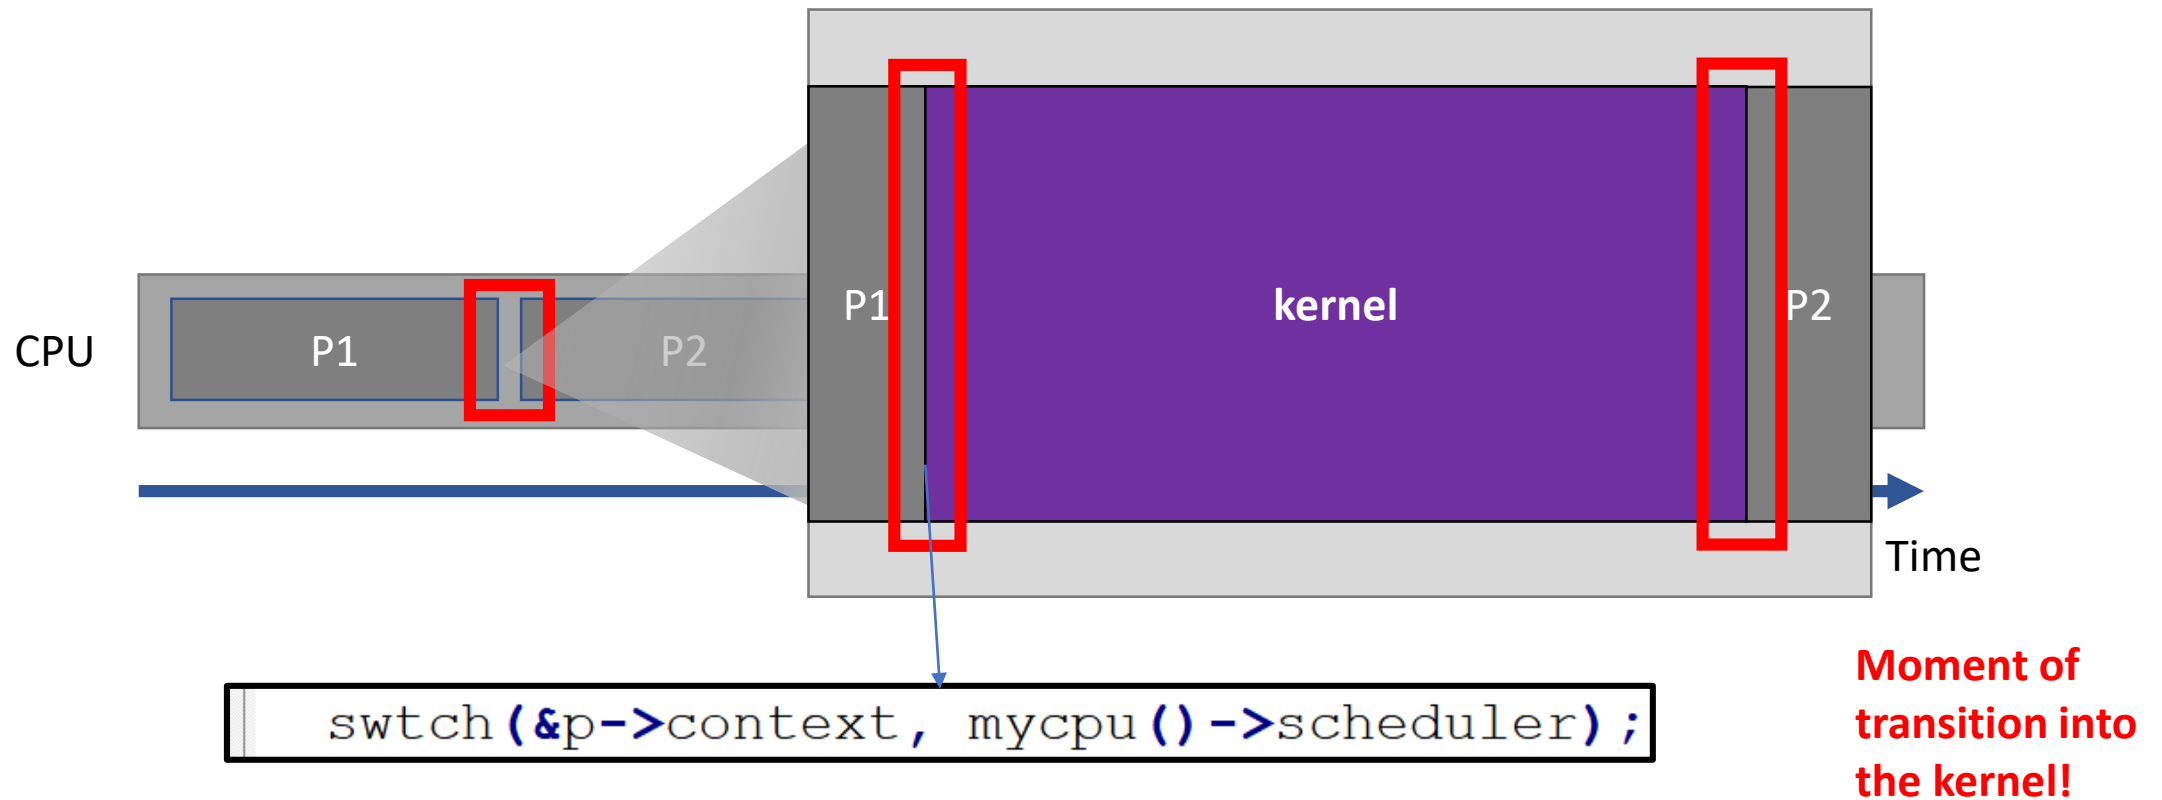 P1
kernel
P2
CPU
P1
P2
Time
swtch(&p->context, mycpu()->scheduler);
Moment of
transition into
the kernel!